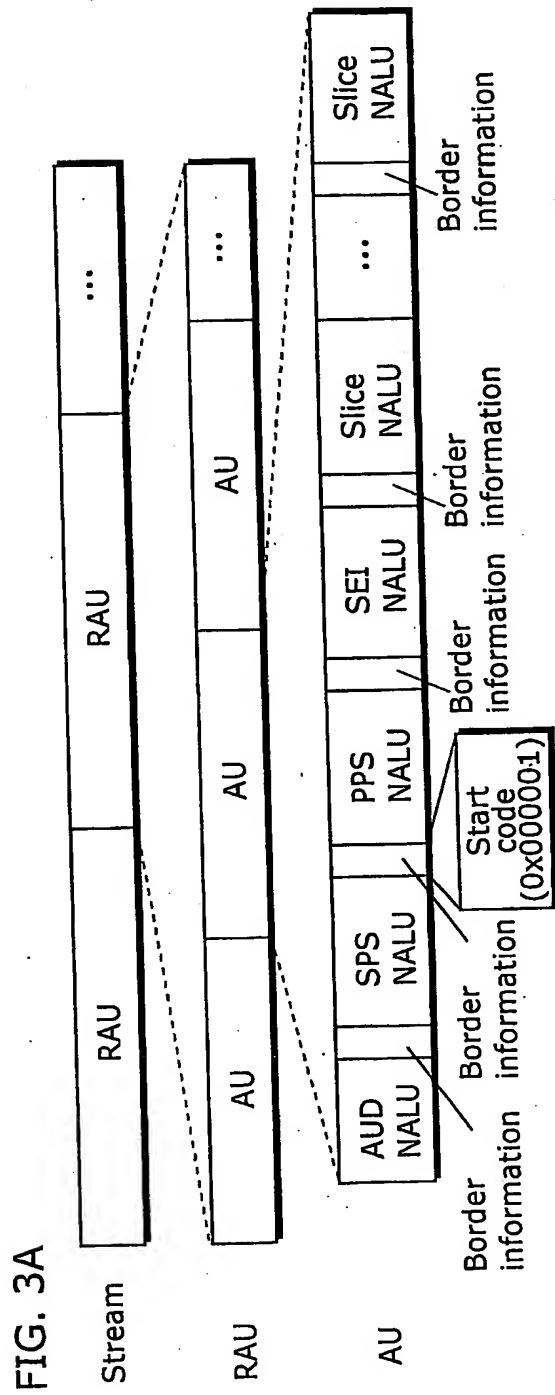 FIG. 3A
Stream
RAU
RAU
...
RAU
AU
AU
AU
...
AU
AUD
NALU
SPS
NALU
PPS
NALU
SEI
NALU
Slice
NALU
...
Slice
NALU
Border
information
Border
information
Start
code
(0x000001)
Border
information
Border
information
Border
information